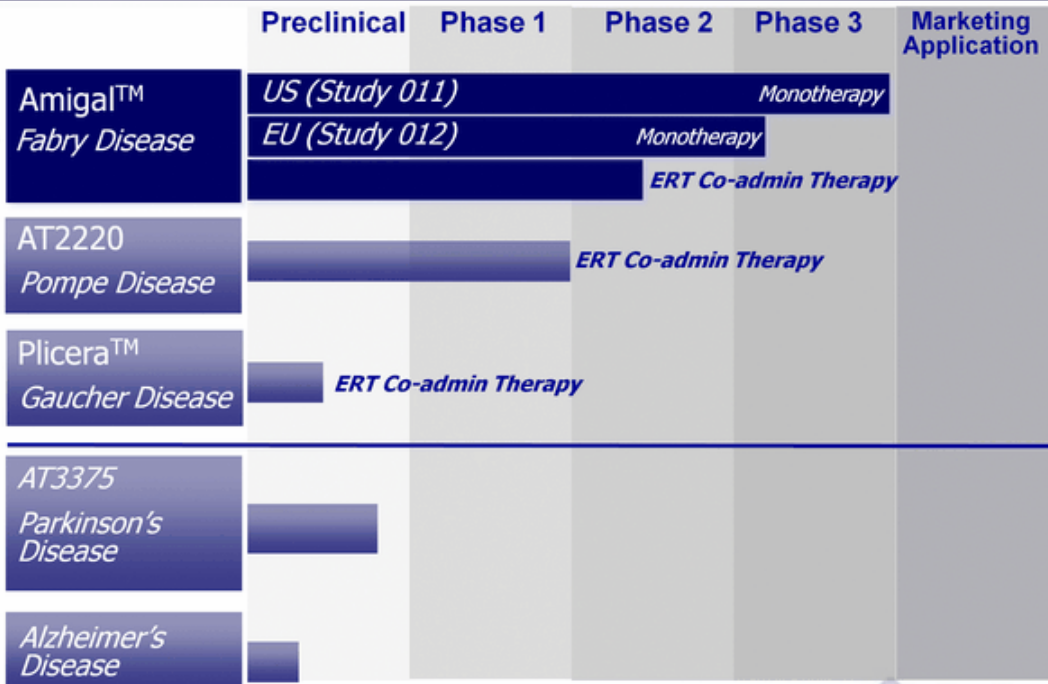 Preclinical Phase 1 Phase 2 Phase 3 Marketing
Application
Amigal™
Fabry Disease
US (Study 011) Monotherapy
EU (Study 012) Monotherapy
ERT Co-admin Therapy
AT2220
Pompe Disease
ERT Co-admin Therapy
Plicera™
Gaucher Disease
ERT Co-admin Therapy
AT3375
Parkinson's
Disease
Alzheimer's
Disease